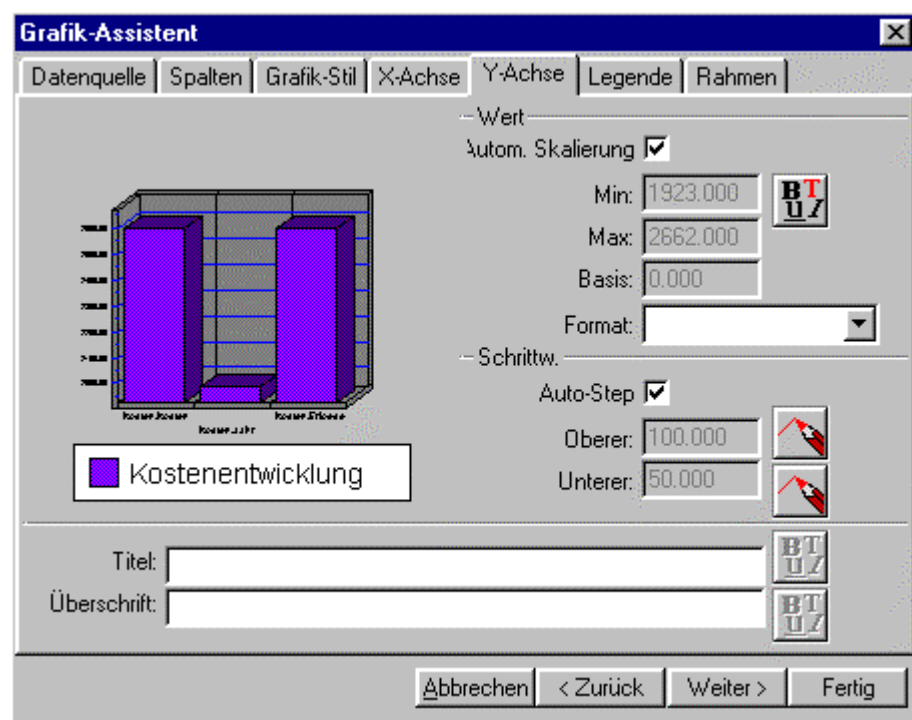 Grafik-Assistent
Datenquelle Spalten Grafik-Stil X-Achse Y-Achse Legende Rahmen
Wert
Autom. Skalierung
Min: 1923.000
Max: 2662.000
Basis: 0.000
Format:
Schrittw.
Auto-Step
Oberer: 100.000
Unterer: 50.000
Kostenentwicklung
Titel:
Überschrift:
Abbrechen < Zurück Weiter > Fertig